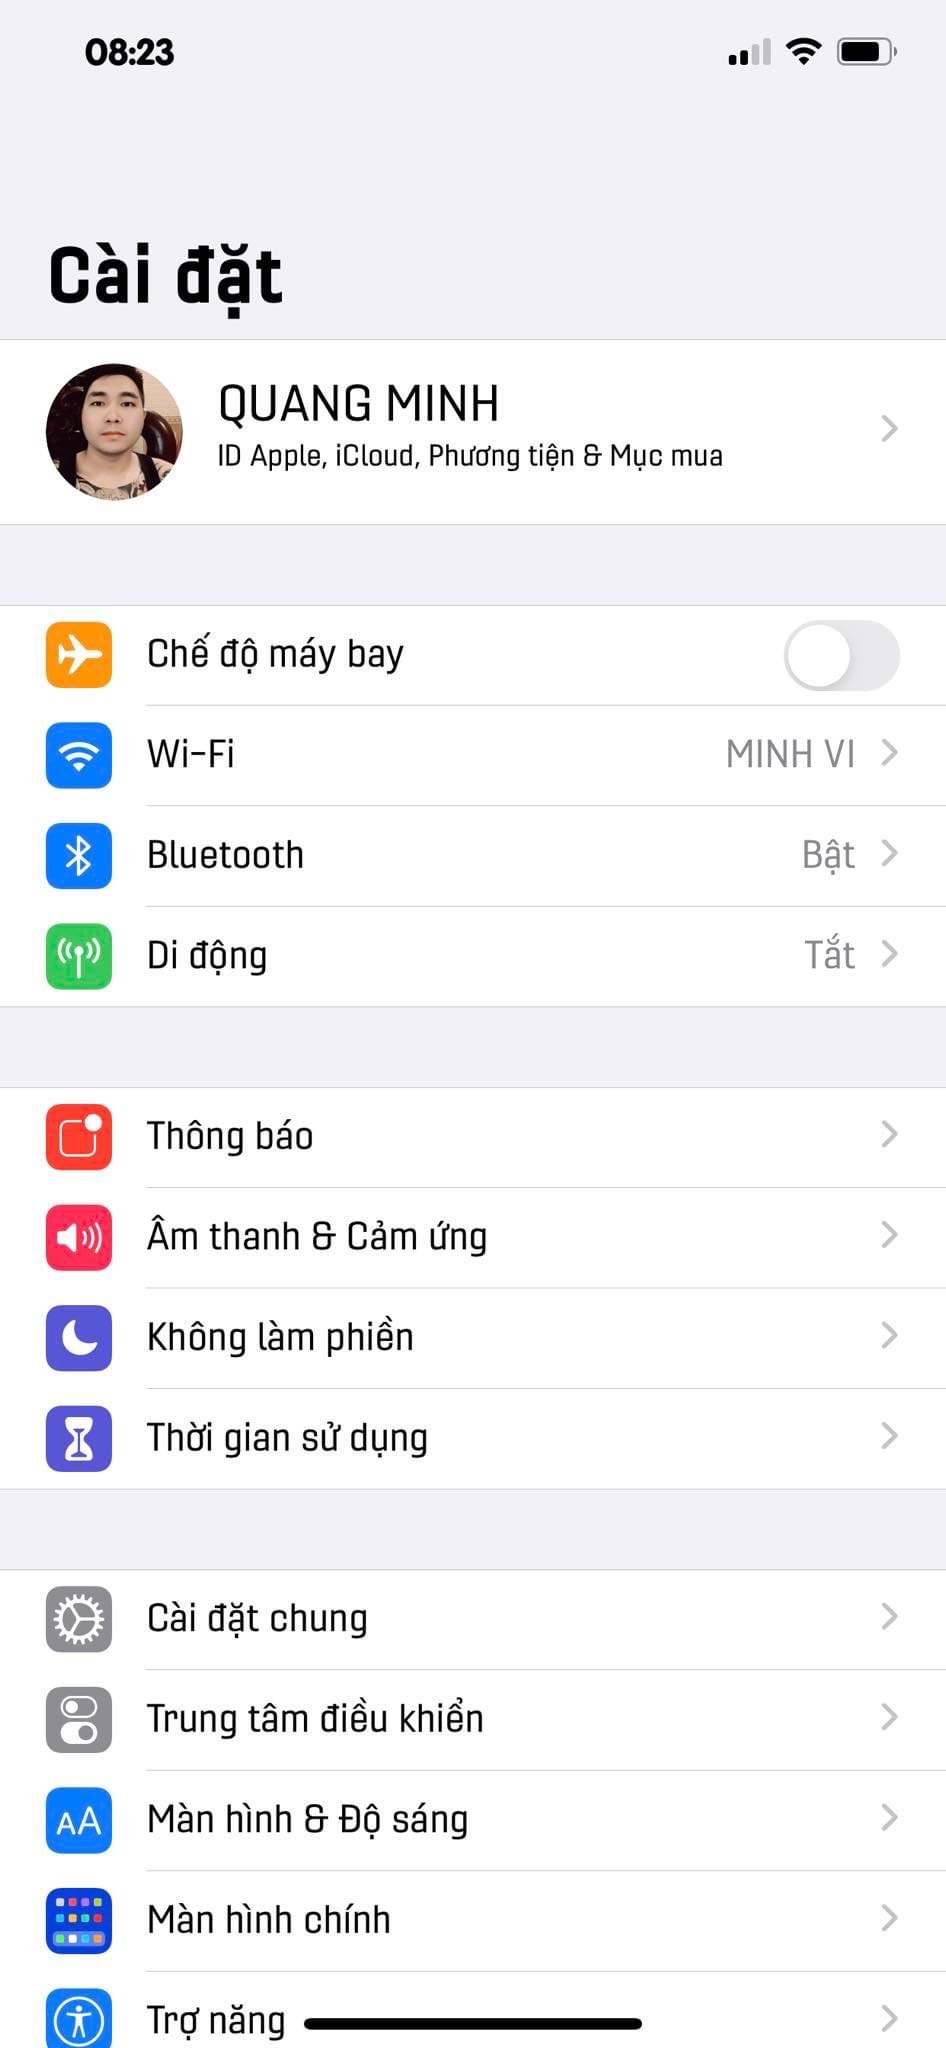 08:23
Cài đặt
QUANG MINH
ID Apple, iCloud, Phương tiện & Mục mua
Chế độ máy bay
Wi-Fi MINH VI
Bluetooth Bật
Di động Tắt
Thông báo
Âm thanh & Cảm ứng
Không làm phiền
Thời gian sử dụng
Cài đặt chung
Trung tâm điều khiển
AA Màn hình & Độ sáng
Màn hình chính
Trợ năng